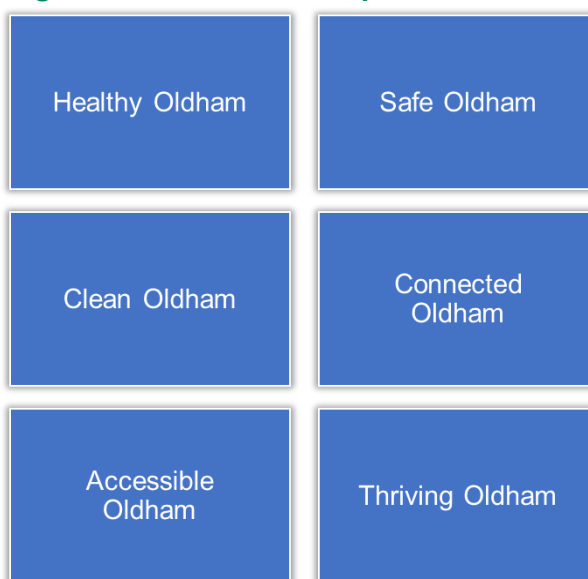 Healthy Oldham
Safe Oldham
Clean Oldham
Connected
Oldham
Accessible
Oldham
Thriving Oldham